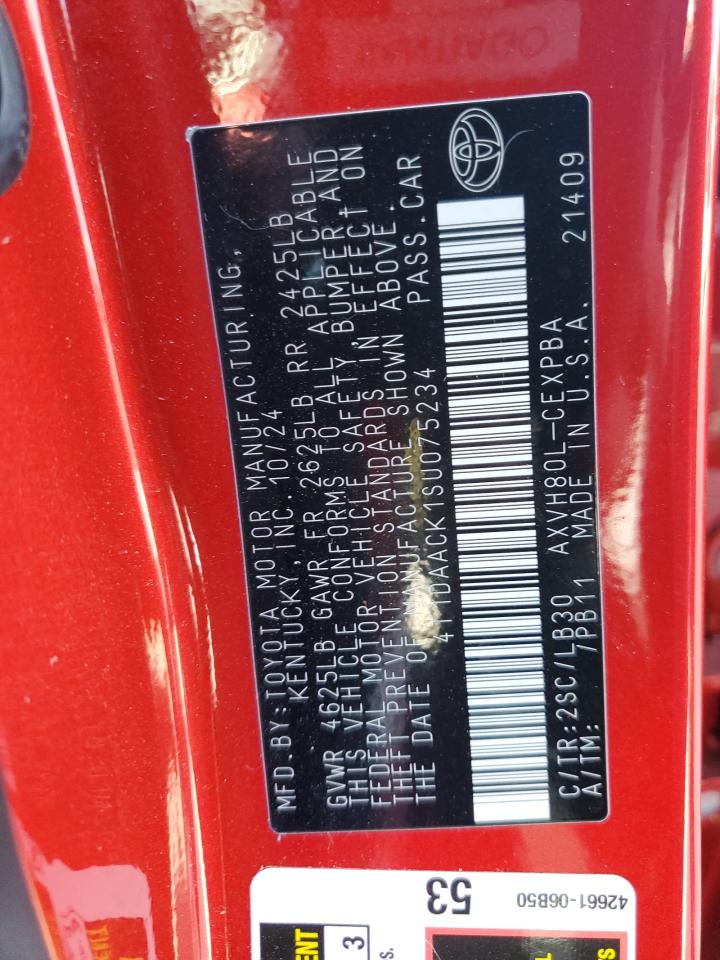 MFD.BY:TOYOTA MOTOR MANUFACTURING,
KENTUCKY, INC. 10/24
GVWR 4625LB GAWR FR 2625LB RR 2425LB
THIS VEHICLE CONFORMS TO ALL APPLICABLE
FEDERAL MOTOR VEHICLE SAFETY, BUMPER AND
THEFT PREVENTION STANDARDS IN EFFECT ON
THE DATE OF MANUFACTURE SHOWN ABOVE.
PASS.CAR
C/TR:2SC/LB30 AXVH80L-CEXPBA
A/TM: 7PB11 MADE IN U.S.A. 21409
53
42661-06B50
3
S.